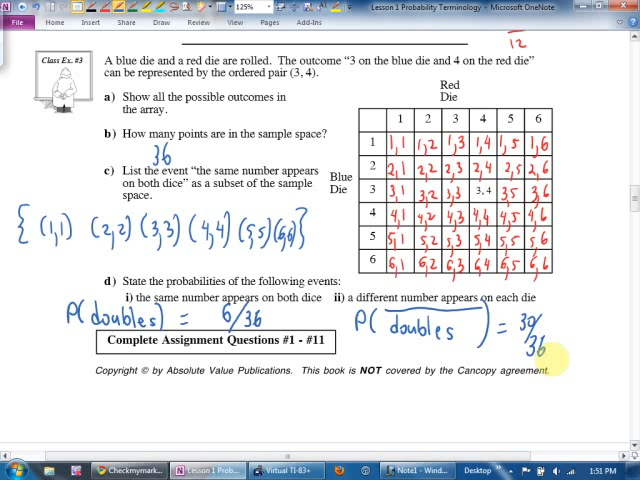 Lesson 1 Probability Terminology - Microsoft OneNote
125%
File
12
Class Ex. #3
A blue die and a red die are rolled. The outcome “3 on the blue die and 4 on the red die”
can be represented by the ordered pair (3, 4).
a) Show all the possible outcomes in
the array.
b) How many points are in the sample space?
36
c) List the event “the same number appears
on both dice” as a subset of the sample
space.
{ (1,1) (2,2) (3,3) (4,4) (5,5) (6,6) }
Red
Die
Blue
Die
1 2 3 4 5 6
1 1,1 1,2 1,3 1,4 1,5 1,6
2 2,1 2,2 2,3 2,4 2,5 2,6
3 3,1 3,2 3,3 3, 4 3,5 3,6
4 4,1 4,2 4,3 4,4 4,5 4,6
5 5,1 5,2 5,3 5,4 5,5 5,6
6 6,1 6,2 6,3 6,4 6,5 6,6
d) State the probabilities of the following events:
i) the same number appears on both dice ii) a different number appears on each die
P(doubles) = 6/36
P( doubles ) = 30/36
Complete Assignment Questions #1 - #11
Copyright © by Absolute Value Publications. This book is NOT covered by the Cancopy agreement.
Checkmymark...
Lesson 1 Prob...
Virtual TI-83+
Note1 - Wind...
Desktop
1:51 PM